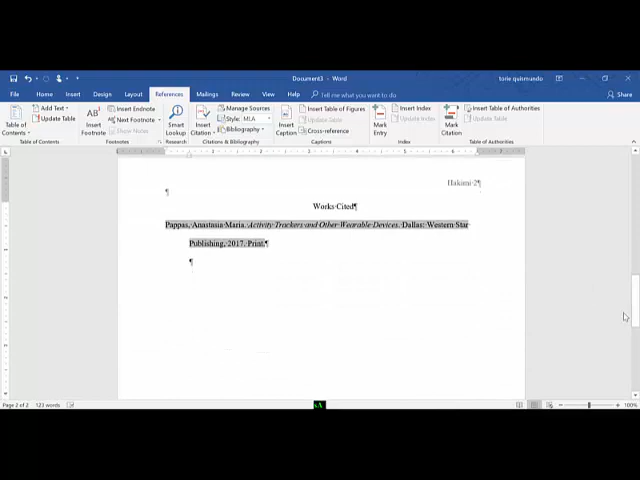 Document3 - Word
torie quismundo
File Home Insert Design Layout References Mailings Review View Help Tell me what you want to do Share
Table of Contents
Add Text
Update Table
Table of Contents
AB¹
Insert Footnote
Insert Endnote
Next Footnote
Show Notes
Footnotes
Smart Lookup
Research
Insert Citation
Manage Sources
Style: MLA
Bibliography
Citations & Bibliography
Insert Caption
Insert Table of Figures
Update Table
Cross-reference
Captions
Mark Entry
Insert Index
Update Index
Index
Mark Citation
Insert Table of Authorities
Update Table
Table of Authorities
Hakimi·2¶
¶
Works·Cited¶
Pappas,·Anastasia·Maria.·Activity·Trackers·and·Other·Wearable·Devices.·Dallas:·Western·Star·
Publishing,·2017.·Print.¶
¶
Page 2 of 2 123 words 100%